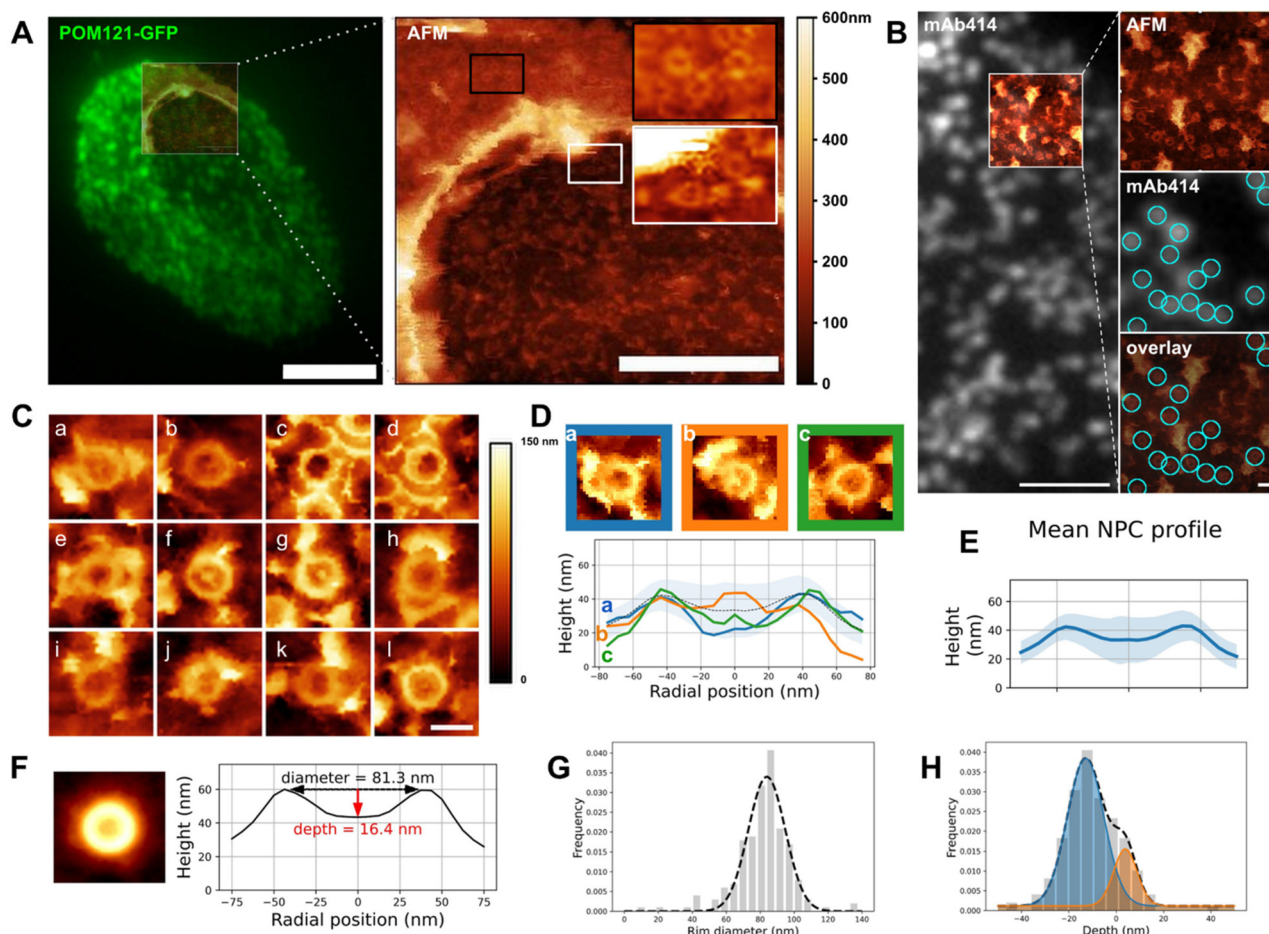 A
POM121-GFP
AFM
600nm
500
400
300
200
100
0
B
mAb414
AFM
mAb414
overlay
C
a
b
c
d
e
f
g
h
i
j
k
l
150 nm
0
D
a
b
c
Height (nm)
60
40
20
0
a
b
c
−80
−60
−40
−20
0
20
40
60
80
Radial position (nm)
E
Mean NPC profile
Height
(nm)
60
40
20
0
F
Height (nm)
60
40
20
0
diameter = 81.3 nm
depth = 16.4 nm
−75
−50
−25
0
25
50
75
Radial position (nm)
G
Frequency
0.040
0.035
0.030
0.025
0.020
0.015
0.010
0.005
0.000
0
20
40
60
80
100
120
140
Rim diameter (nm)
H
Frequency
0.040
0.035
0.030
0.025
0.020
0.015
0.010
0.005
0.000
−40
−20
0
20
40
Depth (nm)